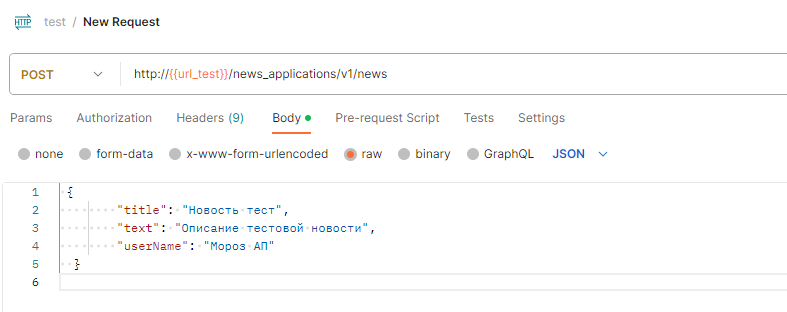 HTTP test / New Request
POST http://{{url_test}}/news_applications/v1/news
Params Authorization Headers (9) Body Pre-request Script Tests Settings
none form-data x-www-form-urlencoded raw binary GraphQL JSON
1 {
2 "title": "Новость тест",
3 "text": "Описание тестовой новости",
4 "userName": "Мороз АП"
5 }
6